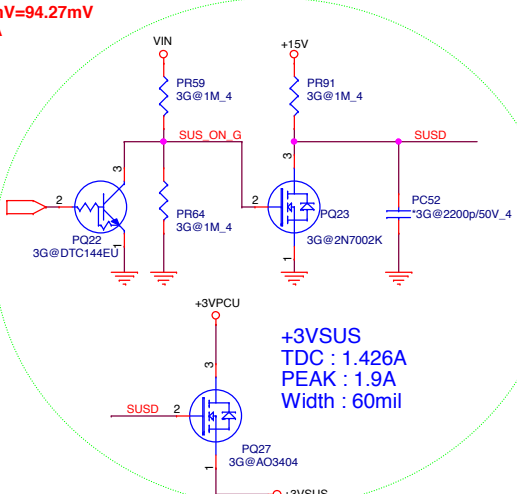 nV=94.27mV
VIN
+15V
PR59
3G@1M_4
PR91
3G@1M_4
SUS_ON_G
SUSD
3
3
2
2
PR64
3G@1M_4
PQ23
PC52
*3G@2200p/50V_4
1
PQ22
3G@DTC144EU
3G@2N7002K
1
+3VPCU
+3VSUS
TDC : 1.426A
PEAK : 1.9A
Width : 60mil
3
SUSD
2
PQ27
3G@AO3404
1
+3VSUS